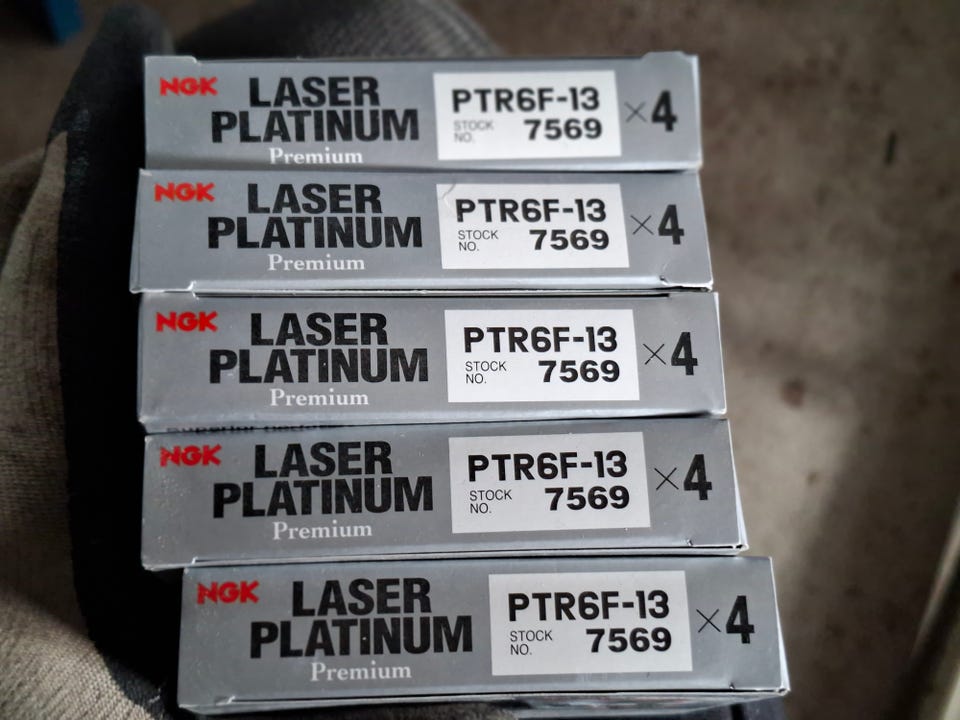 NGK LASER PLATINUM Premium
PTR6F-13
STOCK NO. 7569
×4
NGK LASER PLATINUM Premium
PTR6F-13
STOCK NO. 7569
×4
NGK LASER PLATINUM Premium
PTR6F-13
STOCK NO. 7569
×4
NGK LASER PLATINUM Premium
PTR6F-13
STOCK NO. 7569
×4
NGK LASER PLATINUM Premium
PTR6F-13
STOCK NO. 7569
×4